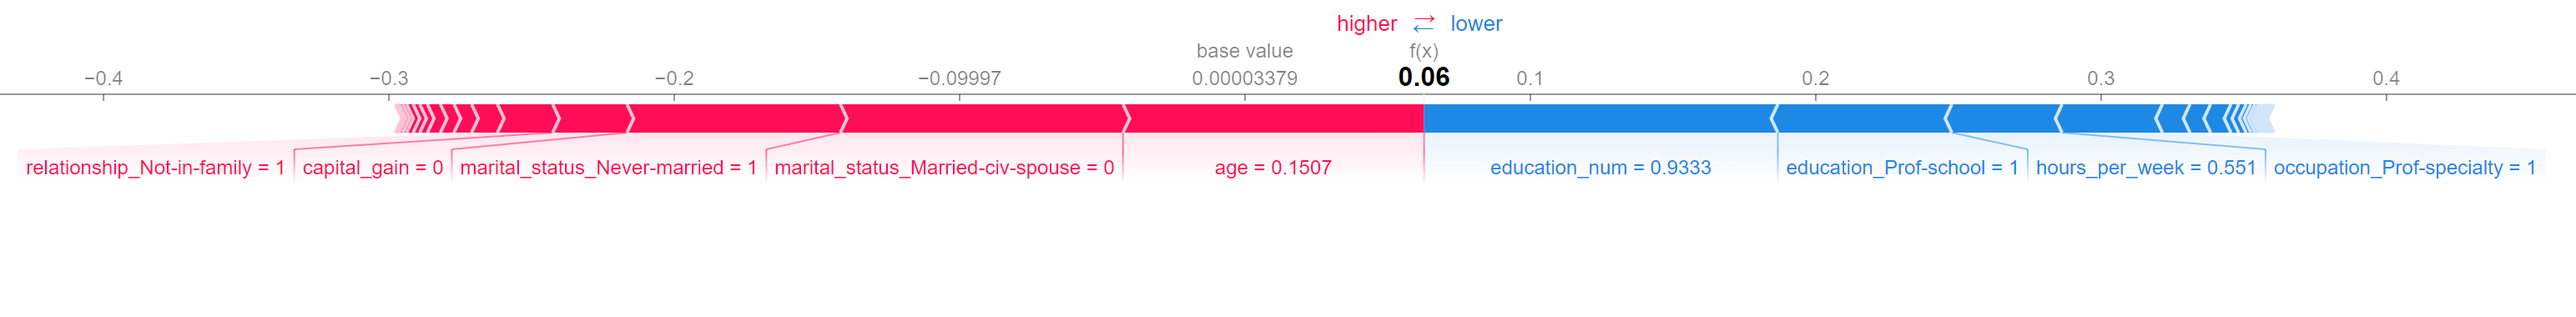 higher ⇄ lower
base value f(x)
−0.4 −0.3 −0.2 −0.09997 0.00003379 0.06 0.1 0.2 0.3 0.4
relationship_Not-in-family = 1 capital_gain = 0 marital_status_Never-married = 1 marital_status_Married-civ-spouse = 0 age = 0.1507 education_num = 0.9333 education_Prof-school = 1 hours_per_week = 0.551 occupation_Prof-specialty = 1